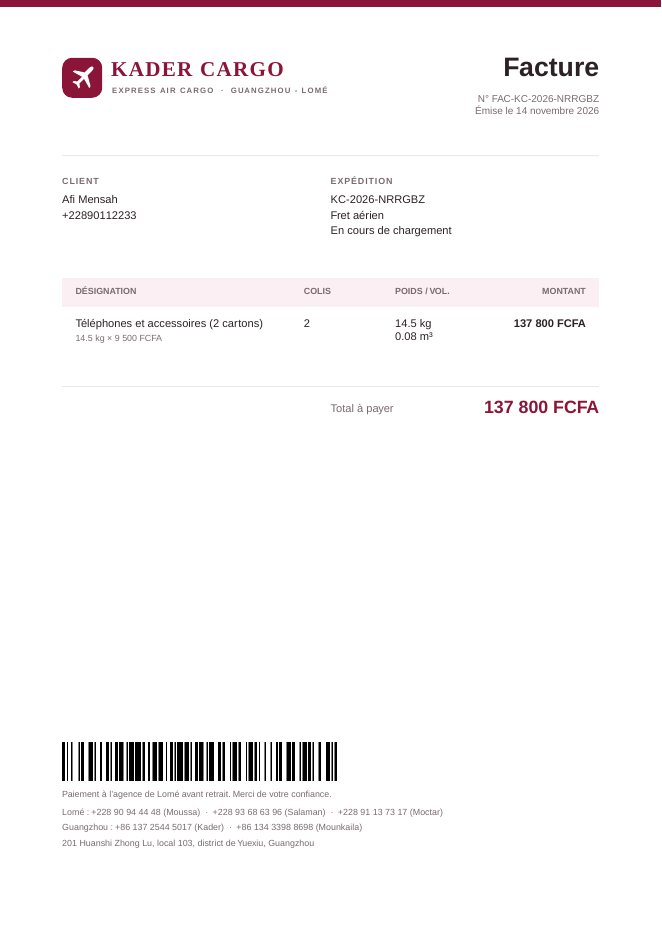 KADER CARGO
EXPRESS AIR CARGO · GUANGZHOU - LOMÉ
Facture
N° FAC-KC-2026-NRRGBZ
Émise le 14 novembre 2026
CLIENT
Afi Mensah
+22890112233
EXPÉDITION
KC-2026-NRRGBZ
Fret aérien
En cours de chargement
DÉSIGNATION COLIS POIDS / VOL. MONTANT
Téléphones et accessoires (2 cartons) 2 14.5 kg 137 800 FCFA
14.5 kg × 9 500 FCFA 0.08 m³
Total à payer 137 800 FCFA
Paiement à l'agence de Lomé avant retrait. Merci de votre confiance.
Lomé : +228 90 94 44 48 (Moussa) · +228 93 68 63 96 (Salaman) · +228 91 13 73 17 (Moctar)
Guangzhou : +86 137 2544 5017 (Kader) · +86 134 3398 8698 (Mounkaila)
201 Huanshi Zhong Lu, local 103, district de Yuexiu, Guangzhou